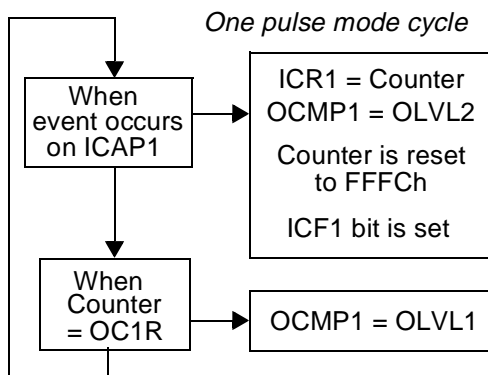 One pulse mode cycle
When
event occurs
on ICAP1
ICR1 = Counter
OCMP1 = OLVL2
Counter is reset
to FFFCh
ICF1 bit is set
When
Counter
= OC1R
OCMP1 = OLVL1